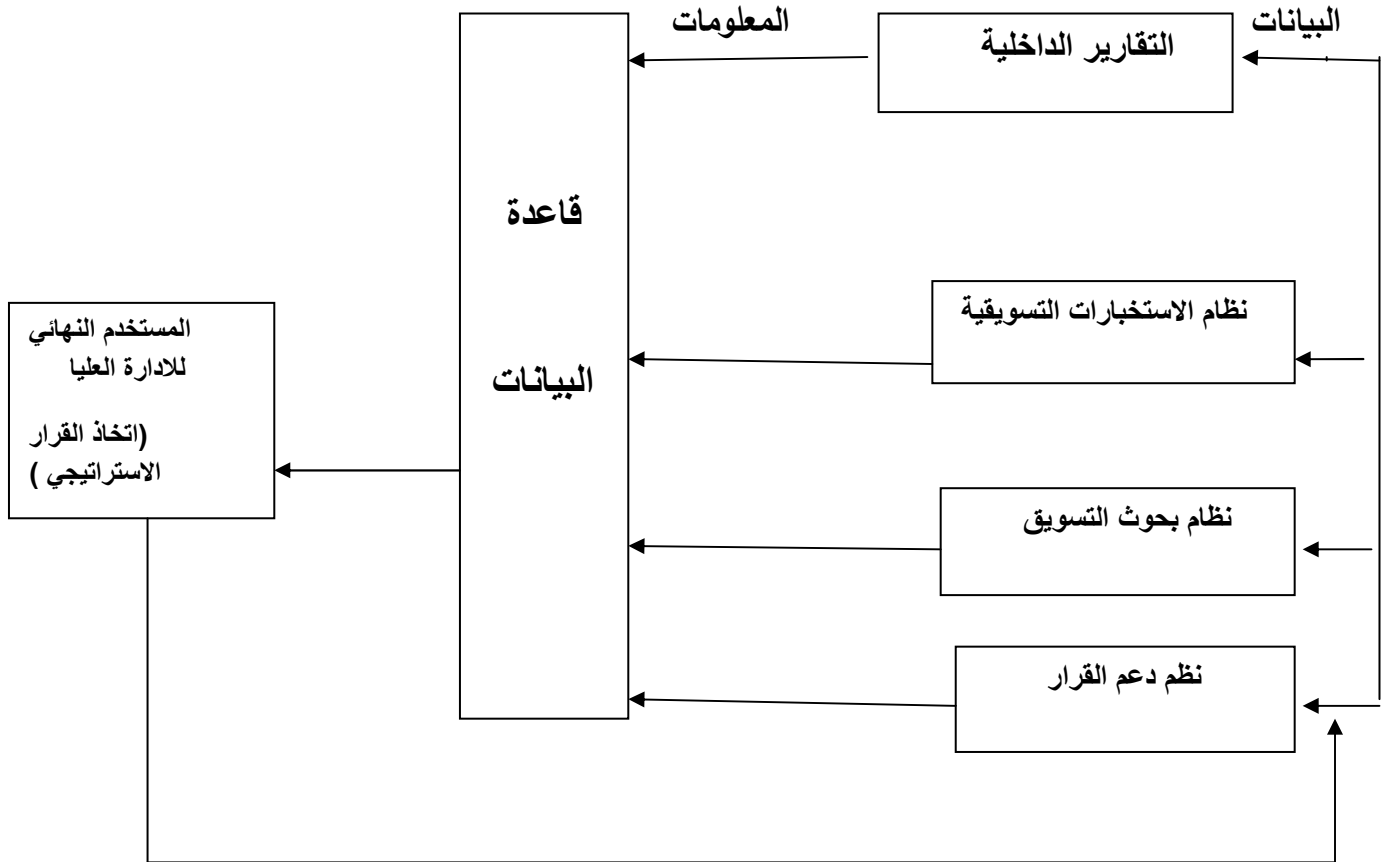 البيانات
المعلومات
التقارير الداخلية
قاعدة
البيانات
نظام الاستخبارات التسويقية
المستخدم النهائي
للادارة العليا
(اتخاذ القرار
الاستراتيجي )
نظام بحوث التسويق
نظم دعم القرار